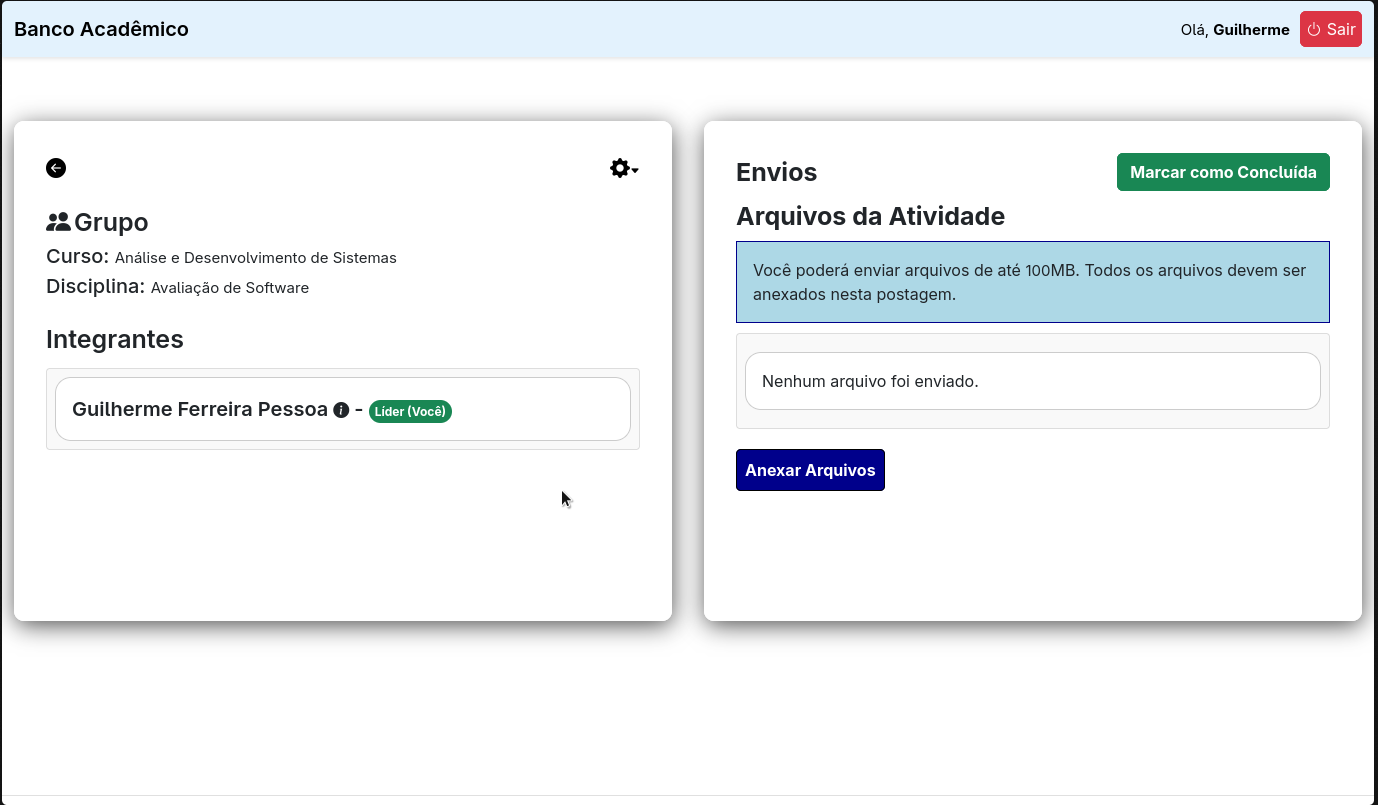 Banco Acadêmico
Olá, Guilherme
Sair
Grupo
Curso: Análise e Desenvolvimento de Sistemas
Disciplina: Avaliação de Software
Integrantes
Guilherme Ferreira Pessoa i - Líder (Você)
Envios
Marcar como Concluída
Arquivos da Atividade
Você poderá enviar arquivos de até 100MB. Todos os arquivos devem ser
anexados nesta postagem.
Nenhum arquivo foi enviado.
Anexar Arquivos